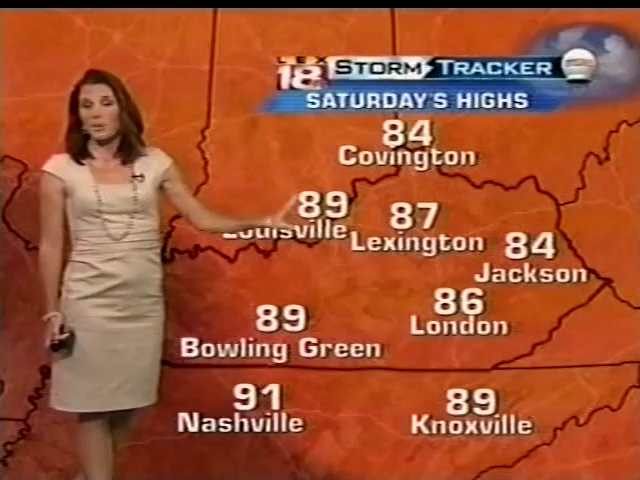 LEX
18
STORM TRACKER
SATURDAY'S HIGHS
84
Covington
89
Louisville
87
Lexington
84
Jackson
86
London
89
Bowling Green
91
Nashville
89
Knoxville